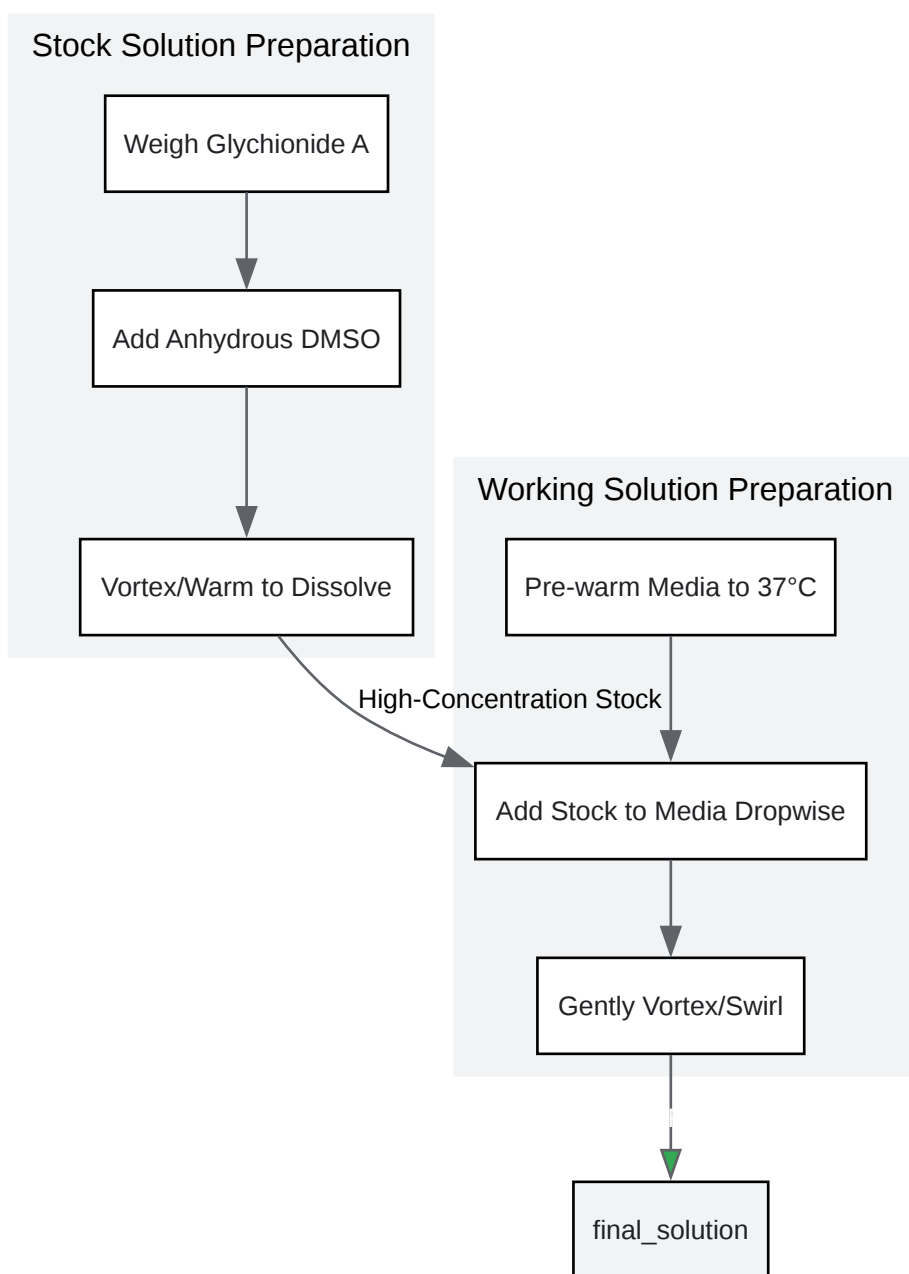 Stock Solution Preparation
Weigh Glychionide A
Add Anhydrous DMSO
Vortex/Warm to Dissolve
Working Solution Preparation
Pre-warm Media to 37°C
High-Concentration Stock
Add Stock to Media Dropwise
Gently Vortex/Swirl
final_solution